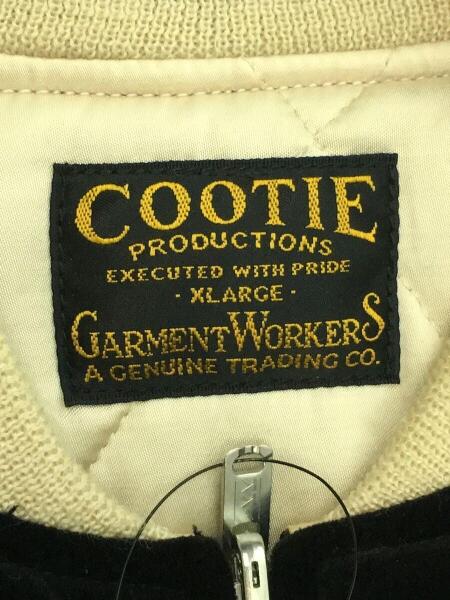 COOTIE
PRODUCTIONS
EXECUTED WITH PRIDE
- XLARGE -
GARMENT WORKERS
A GENUINE TRADING CO.